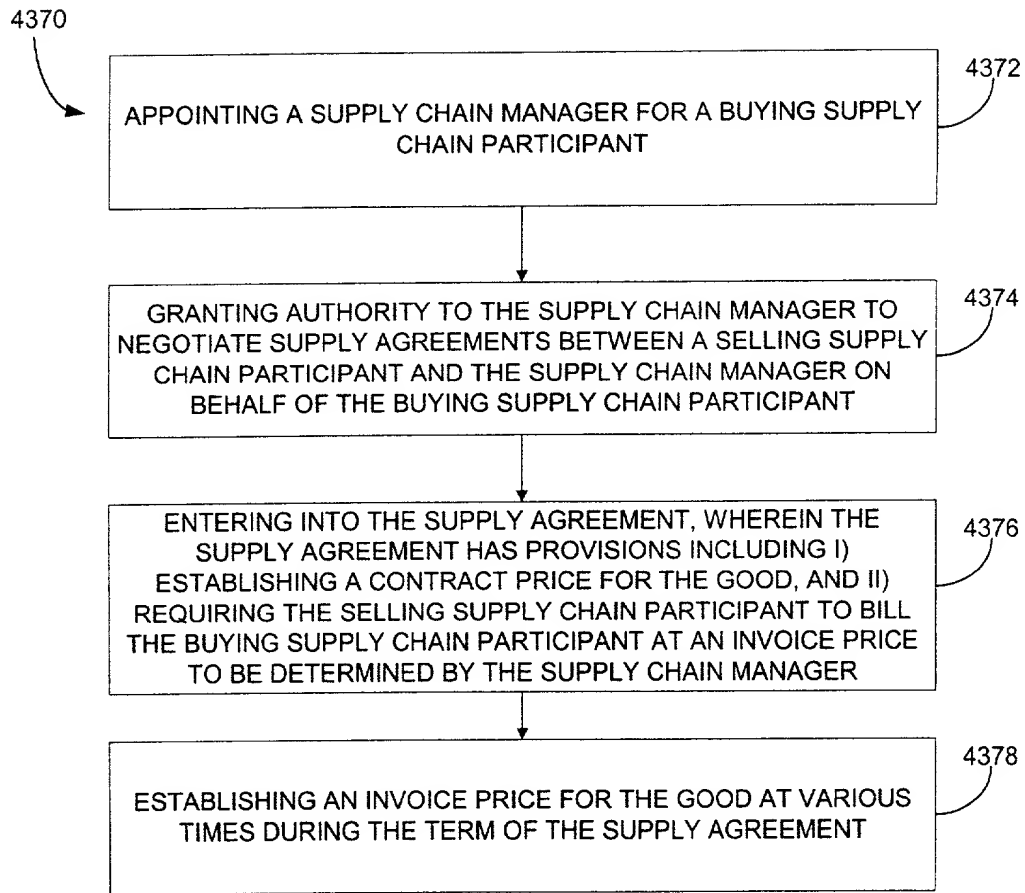 4370
4372
APPOINTING A SUPPLY CHAIN MANAGER FOR A BUYING SUPPLY
CHAIN PARTICIPANT
4374
GRANTING AUTHORITY TO THE SUPPLY CHAIN MANAGER TO
NEGOTIATE SUPPLY AGREEMENTS BETWEEN A SELLING SUPPLY
CHAIN PARTICIPANT AND THE SUPPLY CHAIN MANAGER ON
BEHALF OF THE BUYING SUPPLY CHAIN PARTICIPANT
4376
ENTERING INTO THE SUPPLY AGREEMENT, WHEREIN THE
SUPPLY AGREEMENT HAS PROVISIONS INCLUDING I)
ESTABLISHING A CONTRACT PRICE FOR THE GOOD, AND II)
REQUIRING THE SELLING SUPPLY CHAIN PARTICIPANT TO BILL
THE BUYING SUPPLY CHAIN PARTICIPANT AT AN INVOICE PRICE
TO BE DETERMINED BY THE SUPPLY CHAIN MANAGER
4378
ESTABLISHING AN INVOICE PRICE FOR THE GOOD AT VARIOUS
TIMES DURING THE TERM OF THE SUPPLY AGREEMENT